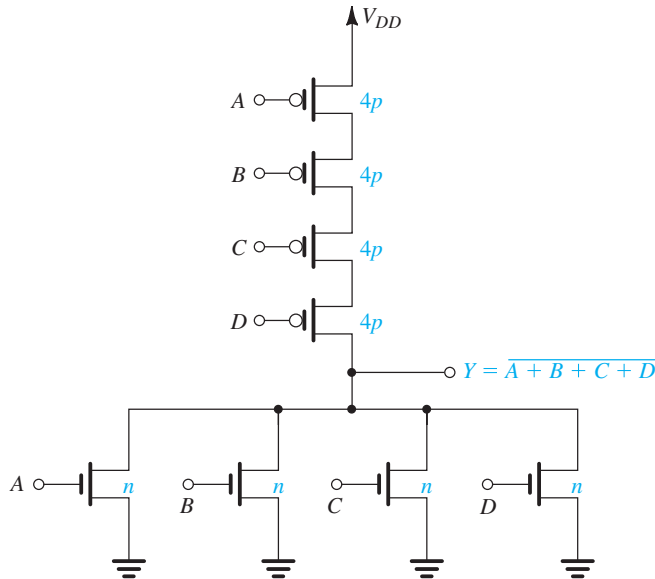 V_DD
A 4p
B 4p
C 4p
D 4p
Y = \overline{A + B + C + D}
A n
B n
C n
D n